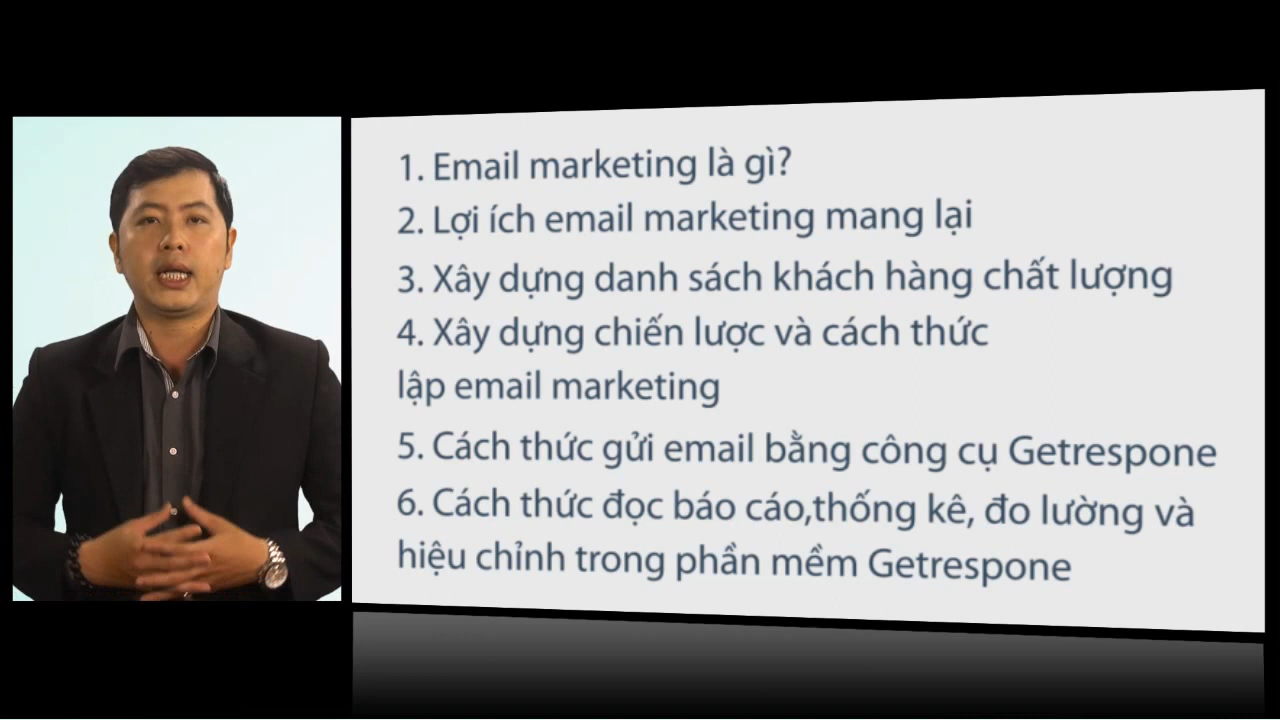 1. Email marketing là gì?
2. Lợi ích email marketing mang lại
3. Xây dựng danh sách khách hàng chất lượng
4. Xây dựng chiến lược và cách thức
lập email marketing
5. Cách thức gửi email bằng công cụ Getrespone
6. Cách thức đọc báo cáo,thống kê, đo lường và
hiệu chỉnh trong phần mềm Getrespone